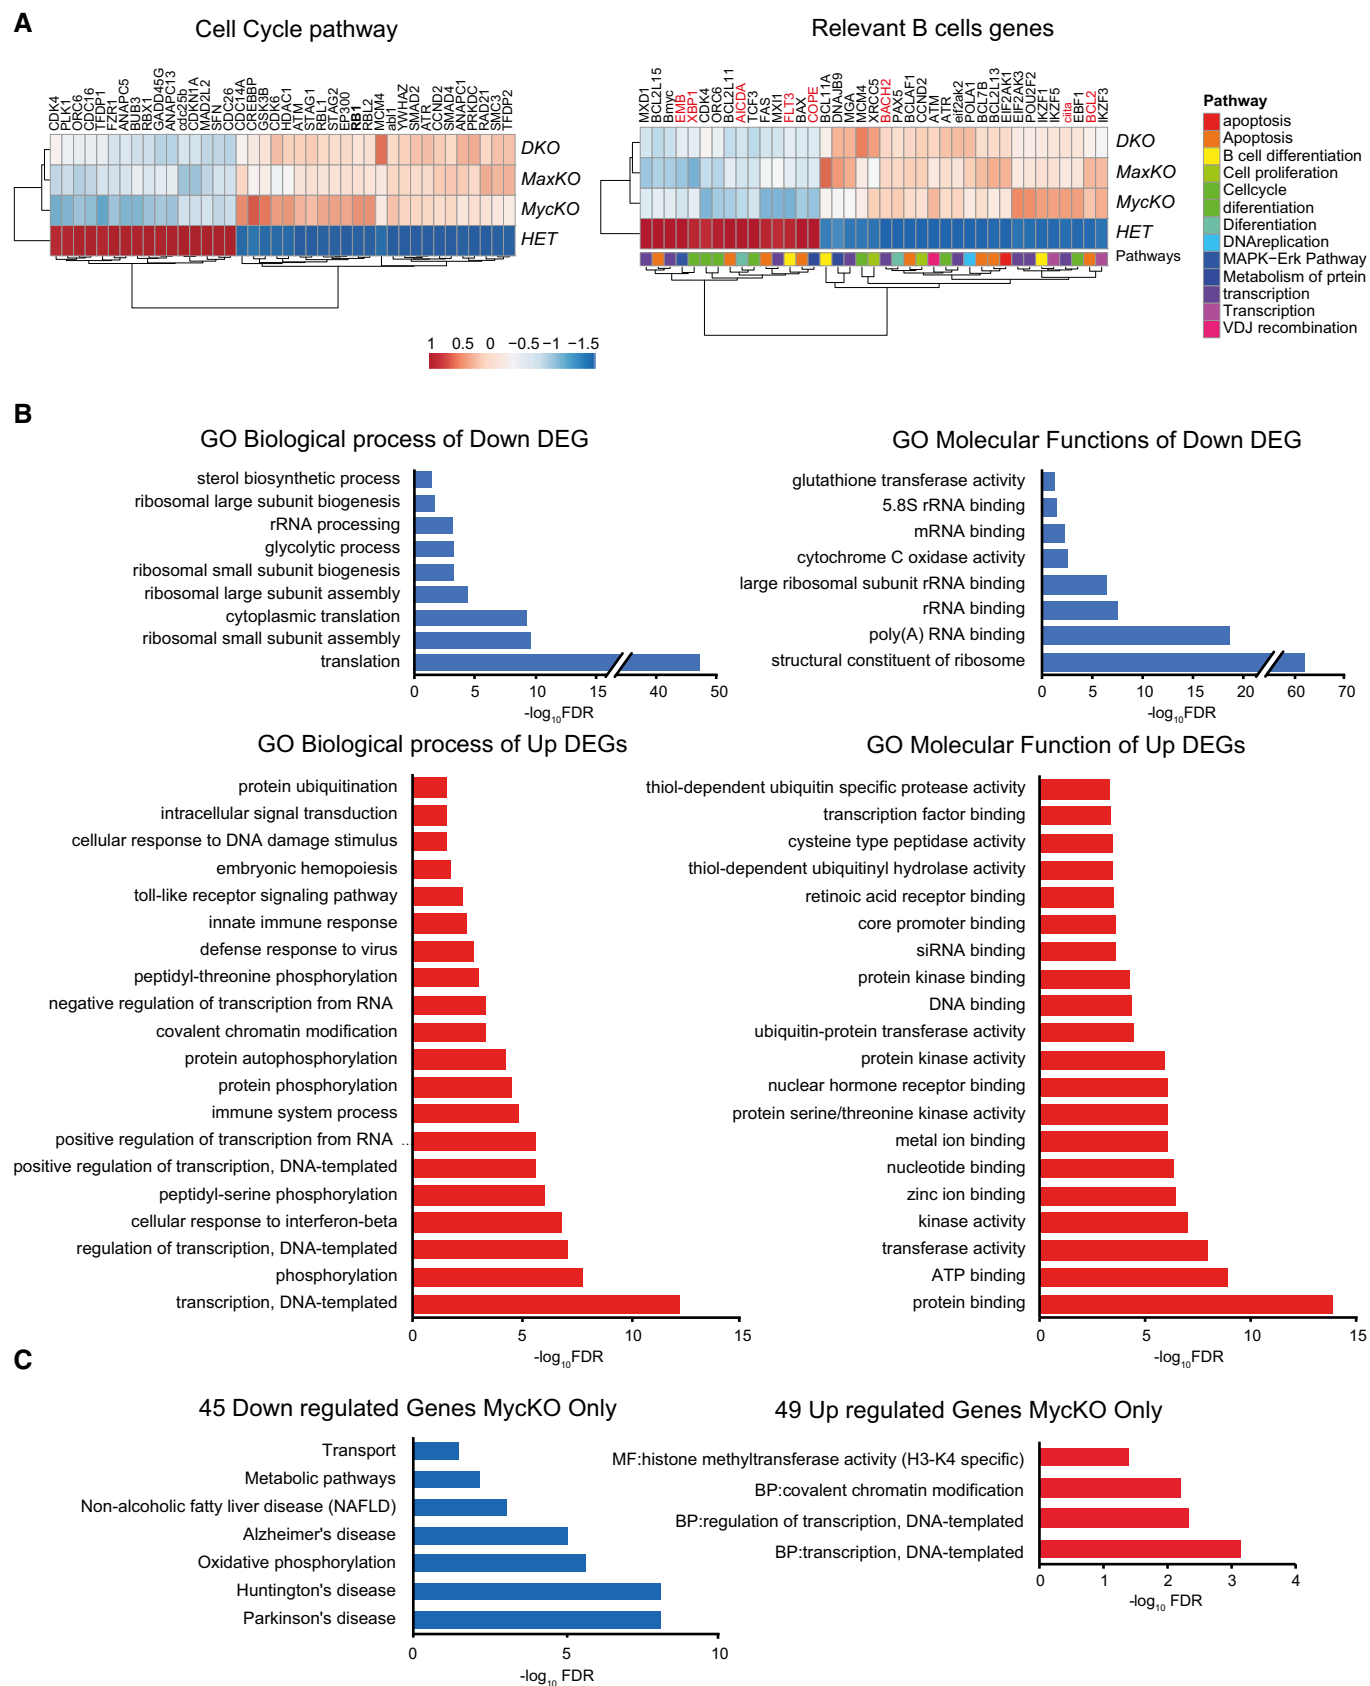 A
Cell Cycle pathway
CDK4
PLK1
ORC6
CDC16
TFDP1
FZR1
ANAPC5
BUB3
RBX1
GADD45G
ANAPC13
cdc25b
CDKN1A
MAD2L2
SFN
CDC26
CDC14A
CREBBP
GSK3B
CDK6
HDAC1
ATM
STAG1
RBL1
STAG2
EP300
RB1
RBL2
MCM4
abl1
YWHAZ
SMAD2
ATR
CCND2
SMAD4
ANAPC1
PRKDC
RAD21
SMC3
TFDP2
DKO
MaxKO
MycKO
HET
1 0.5 0 −0.5 −1 −1.5
Relevant B cells genes
MXD1
BCL2L15
Bmyc
EMB
XBP1
CDK4
ORC6
BCL2L11
AICDA
TCF3
FAS
MXI1
FLT3
BAX
COPE
BCL11A
DNAJB9
MGA
MCM4
XRCC5
BACH2
PAX5
BCLAF1
CCND2
ATM
ATR
eif2ak2
POLA1
BCL7B
BCL2L13
EIF2AK1
EIF2AK3
POU2F2
IKZF1
IKZF5
ciita
EBF1
BCL2
IKZF3
DKO
MaxKO
MycKO
HET
Pathways
Pathway
apoptosis
Apoptosis
B cell differentiation
Cell proliferation
Cellcycle
diferentiation
Diferentiation
DNAreplication
MAPK−Erk Pathway
Metabolism of prtein
transcription
Transcription
VDJ recombination
B
GO Biological process of Down DEG
sterol biosynthetic process
ribosomal large subunit biogenesis
rRNA processing
glycolytic process
ribosomal small subunit biogenesis
ribosomal large subunit assembly
cytoplasmic translation
ribosomal small subunit assembly
translation
0 5 10 15 40 50
-log10FDR
GO Molecular Functions of Down DEG
glutathione transferase activity
5.8S rRNA binding
mRNA binding
cytochrome C oxidase activity
large ribosomal subunit rRNA binding
rRNA binding
poly(A) RNA binding
structural constituent of ribosome
0 5 10 15 20 60 70
-log10FDR
GO Biological process of Up DEGs
protein ubiquitination
intracellular signal transduction
cellular response to DNA damage stimulus
embryonic hemopoiesis
toll-like receptor signaling pathway
innate immune response
defense response to virus
peptidyl-threonine phosphorylation
negative regulation of transcription from RNA
covalent chromatin modification
protein autophosphorylation
protein phosphorylation
immune system process
positive regulation of transcription from RNA ...
positive regulation of transcription, DNA-templated
peptidyl-serine phosphorylation
cellular response to interferon-beta
regulation of transcription, DNA-templated
phosphorylation
transcription, DNA-templated
0 5 10 15
-log10FDR
GO Molecular Function of Up DEGs
thiol-dependent ubiquitin specific protease activity
transcription factor binding
cysteine type peptidase activity
thiol-dependent ubiquitinyl hydrolase activity
retinoic acid receptor binding
core promoter binding
siRNA binding
protein kinase binding
DNA binding
ubiquitin-protein transferase activity
protein kinase activity
nuclear hormone receptor binding
protein serine/threonine kinase activity
metal ion binding
nucleotide binding
zinc ion binding
kinase activity
transferase activity
ATP binding
protein binding
0 5 10 15
-log10FDR
C
45 Down regulated Genes MycKO Only
Transport
Metabolic pathways
Non-alcoholic fatty liver disease (NAFLD)
Alzheimer's disease
Oxidative phosphorylation
Huntington's disease
Parkinson's disease
0 5 10
-log10 FDR
49 Up regulated Genes MycKO Only
MF:histone methyltransferase activity (H3-K4 specific)
BP:covalent chromatin modification
BP:regulation of transcription, DNA-templated
BP:transcription, DNA-templated
0 1 2 3 4
-log10 FDR